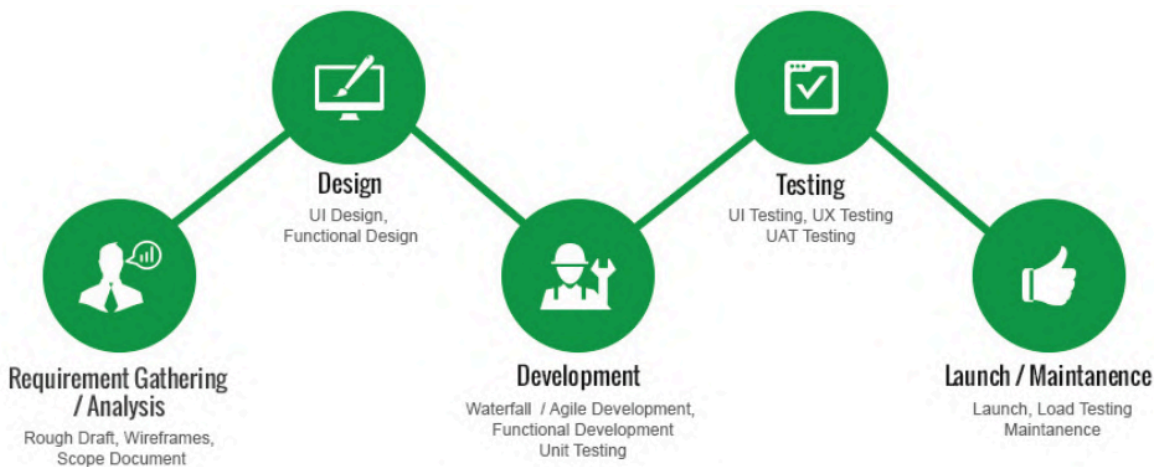 Requirement Gathering
/ Analysis
Rough Draft, Wireframes,
Scope Document
Design
UI Design,
Functional Design
Development
Waterfall / Agile Development,
Functional Development
Unit Testing
Testing
UI Testing, UX Testing
UAT Testing
Launch / Maintanence
Launch, Load Testing
Maintanence